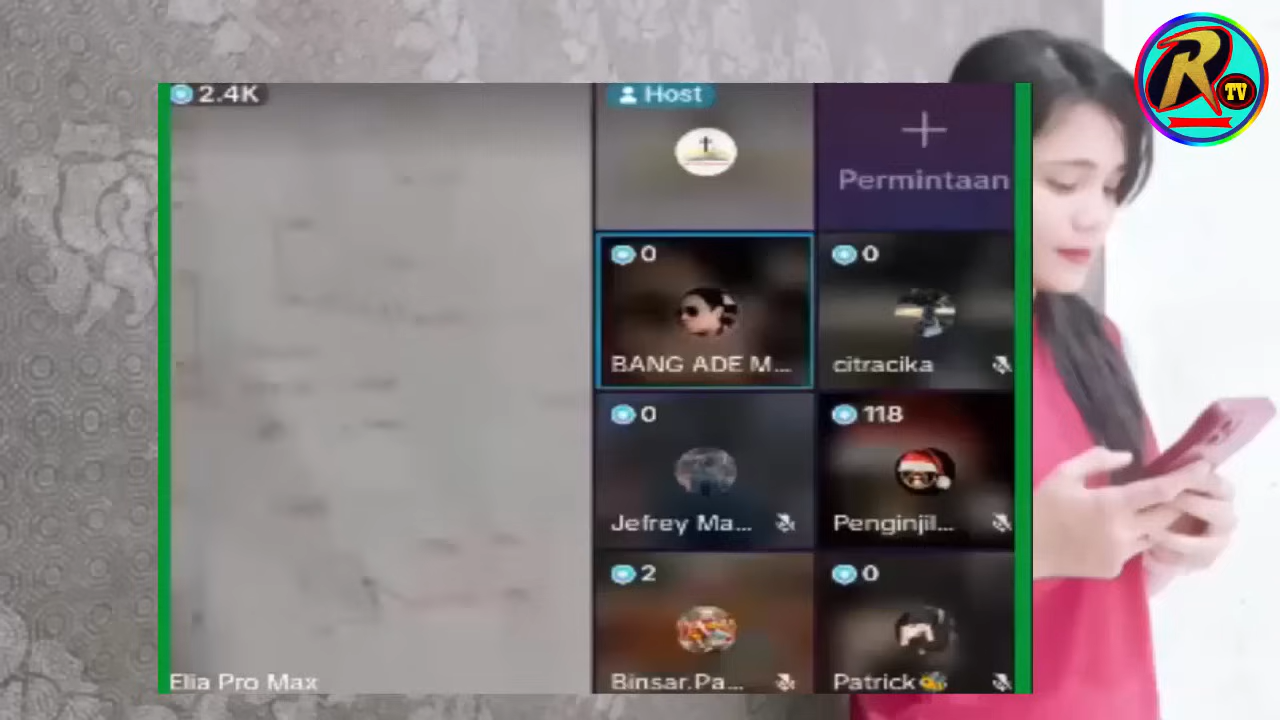 R
TV
2.4K
Host
Permintaan
0
0
BANG ADE M...
citracika
0
118
Jefrey Ma...
Penginjil...
2
0
Elia Pro Max
Binsar.Pa...
Patrick